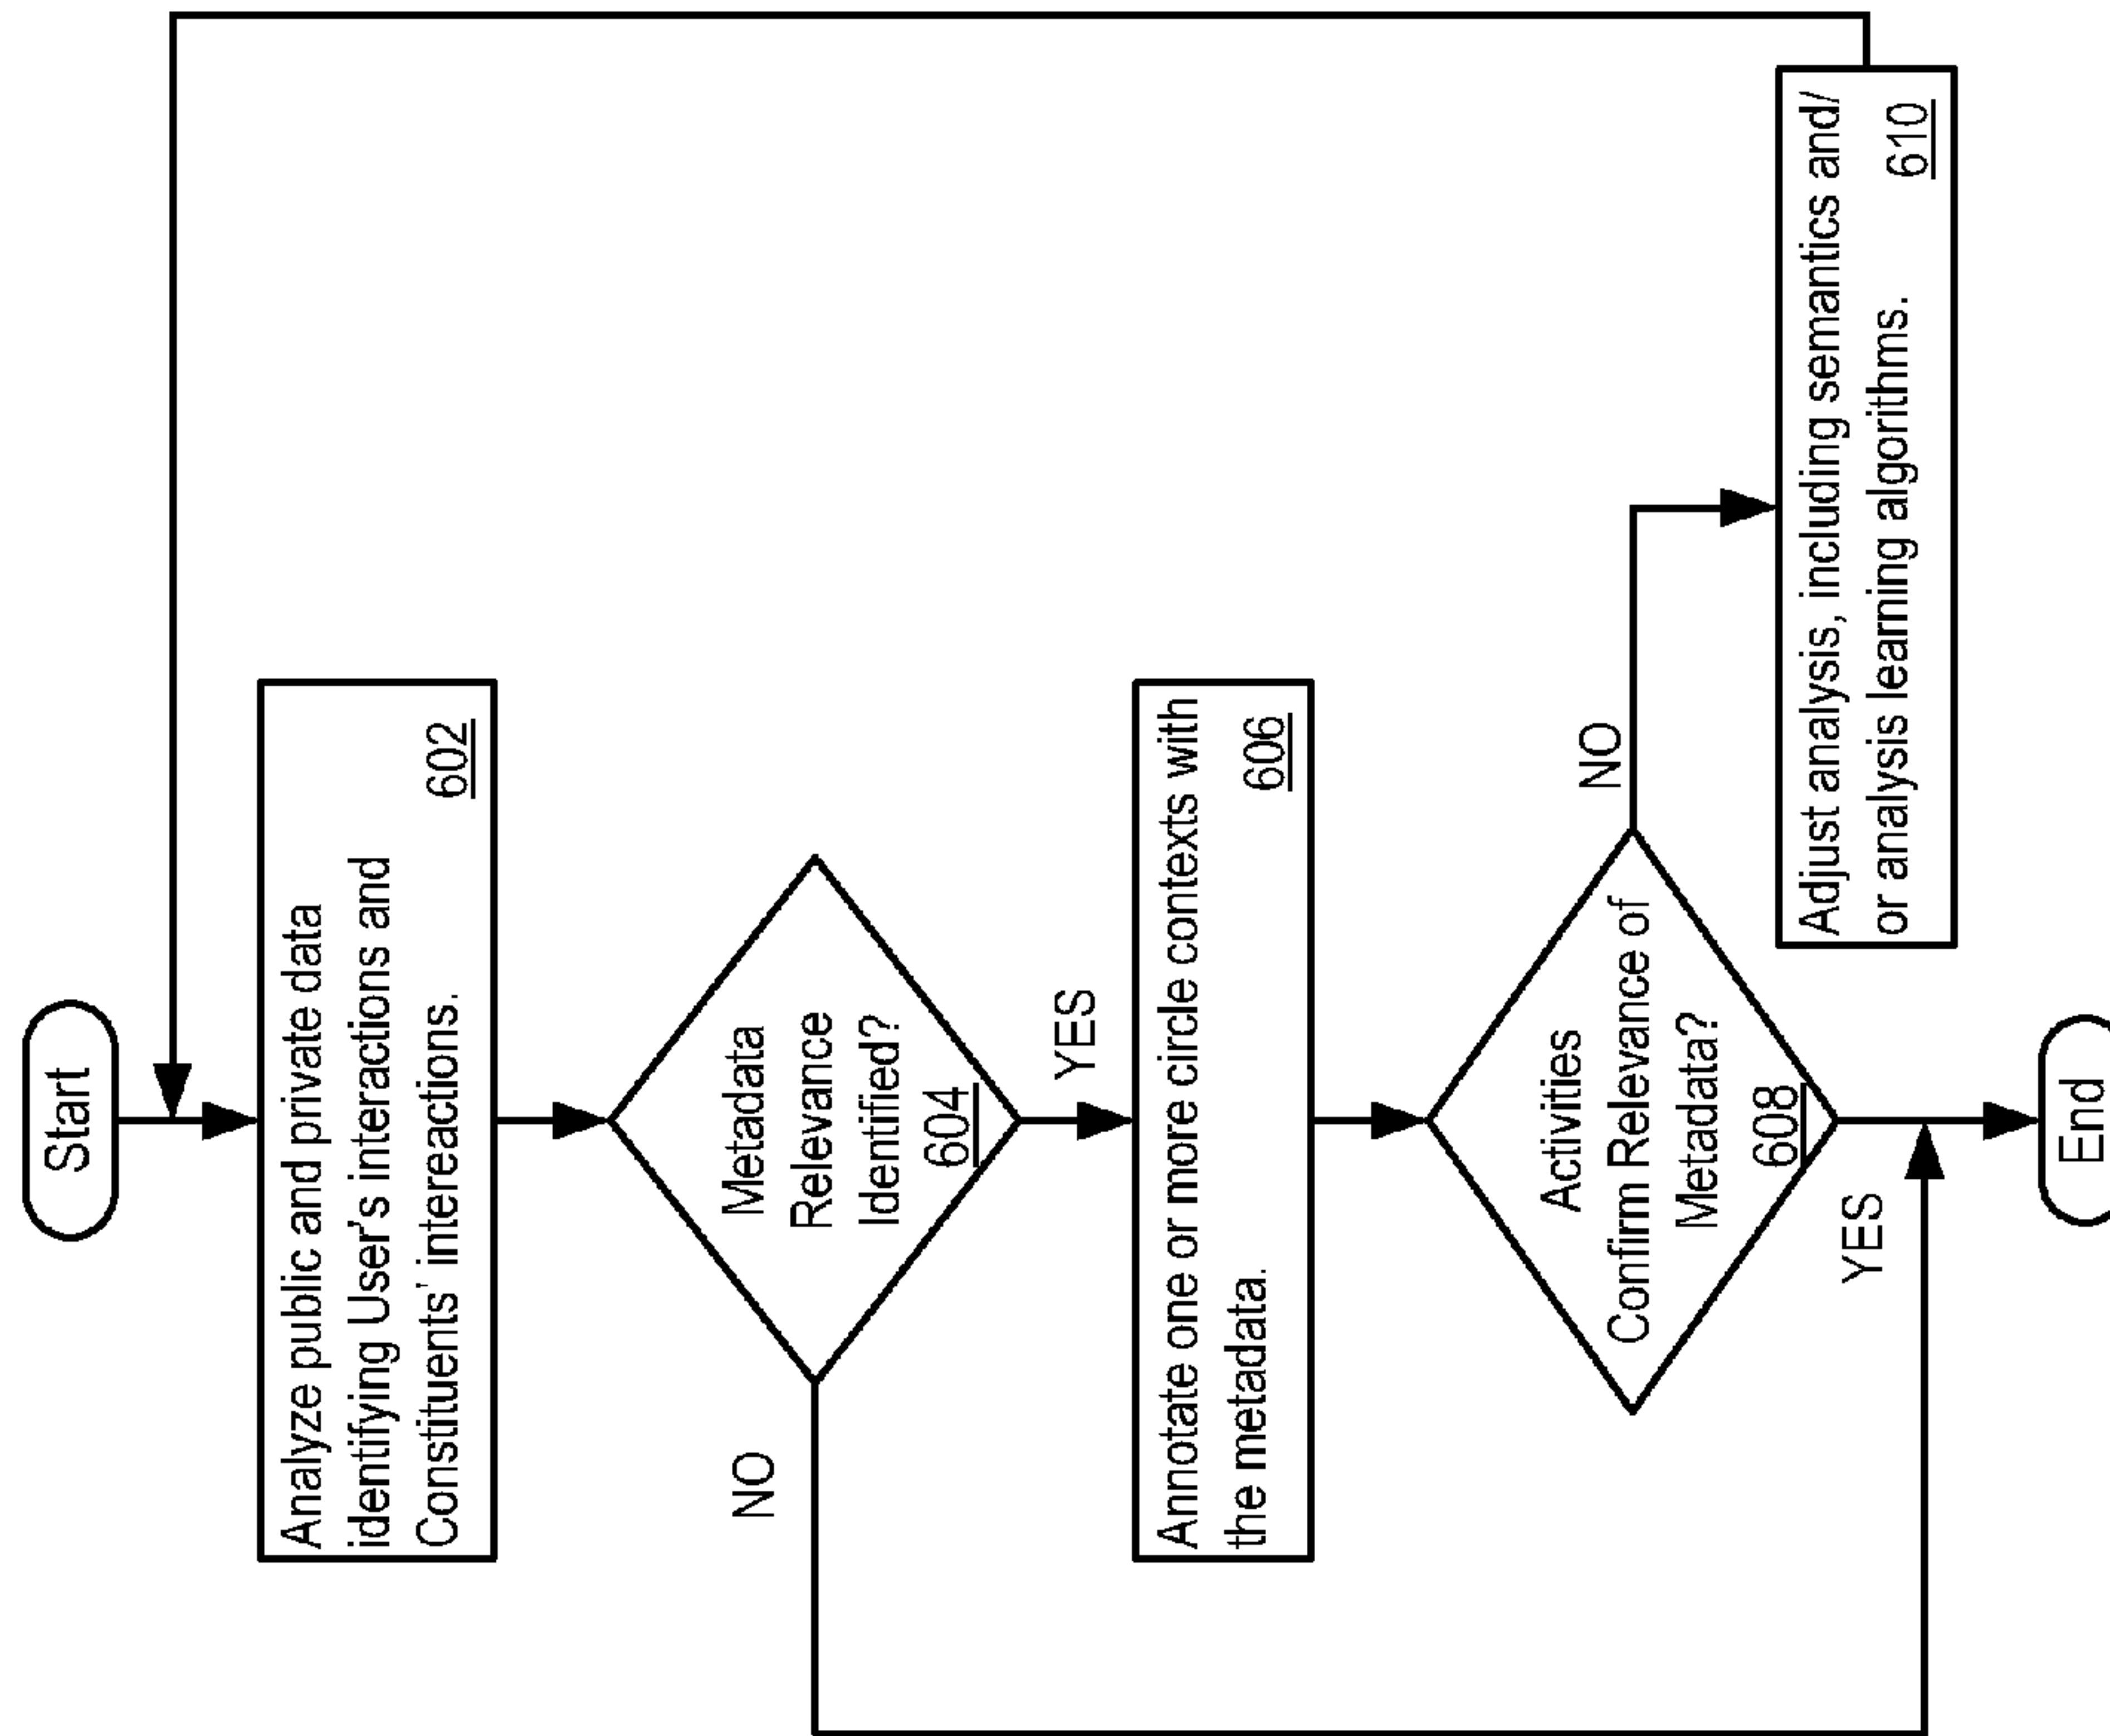 Start
Analyze public and private data
identifying User's interactions and
Constituents' intereactions.
602
Metadata
Relevance
Identified?
604
NO
YES
Annotate one or more circle contexts with
the metadata.
606
Activities
Confirm Relevance of
Metadata?
608
NO
YES
Adjust analysis, including semantics and/
or analysis learning algorithms.
610
End